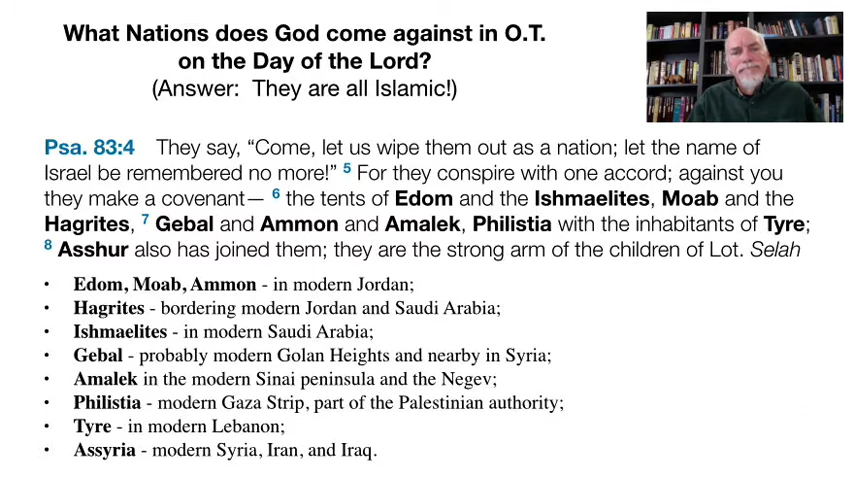 What Nations does God come against in O.T.
on the Day of the Lord?
(Answer: They are all Islamic!)
Psa. 83:4 They say, “Come, let us wipe them out as a nation; let the name of
Israel be remembered no more!” 5 For they conspire with one accord; against you
they make a covenant— 6 the tents of Edom and the Ishmaelites, Moab and the
Hagrites, 7 Gebal and Ammon and Amalek, Philistia with the inhabitants of Tyre;
8 Asshur also has joined them; they are the strong arm of the children of Lot. Selah
• Edom, Moab, Ammon - in modern Jordan;
• Hagrites - bordering modern Jordan and Saudi Arabia;
• Ishmaelites - in modern Saudi Arabia;
• Gebal - probably modern Golan Heights and nearby in Syria;
• Amalek in the modern Sinai peninsula and the Negev;
• Philistia - modern Gaza Strip, part of the Palestinian authority;
• Tyre - in modern Lebanon;
• Assyria - modern Syria, Iran, and Iraq.